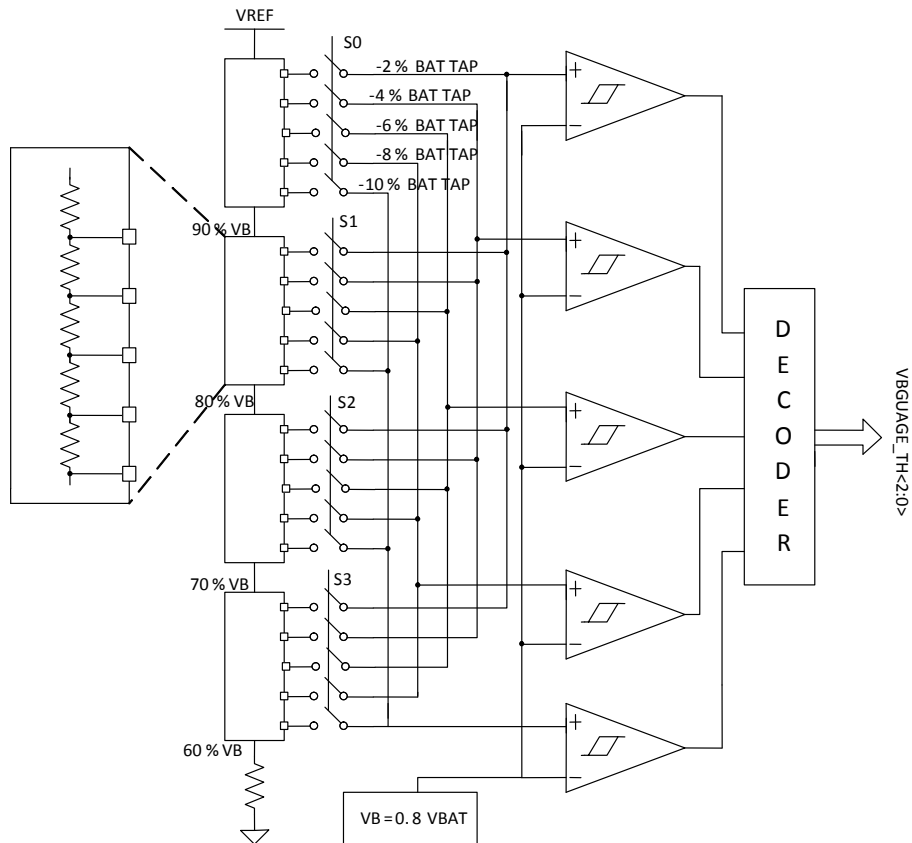 VREF
S0
-2 % BAT TAP
-4 % BAT TAP
-6 % BAT TAP
-8 % BAT TAP
-10 % BAT TAP
90 % VB
S1
80 % VB
S2
70 % VB
S3
60 % VB
VB = 0.8 VBAT
+
−
+
−
+
−
+
−
+
−
DECODER
VBGUAGE_TH<2:0>